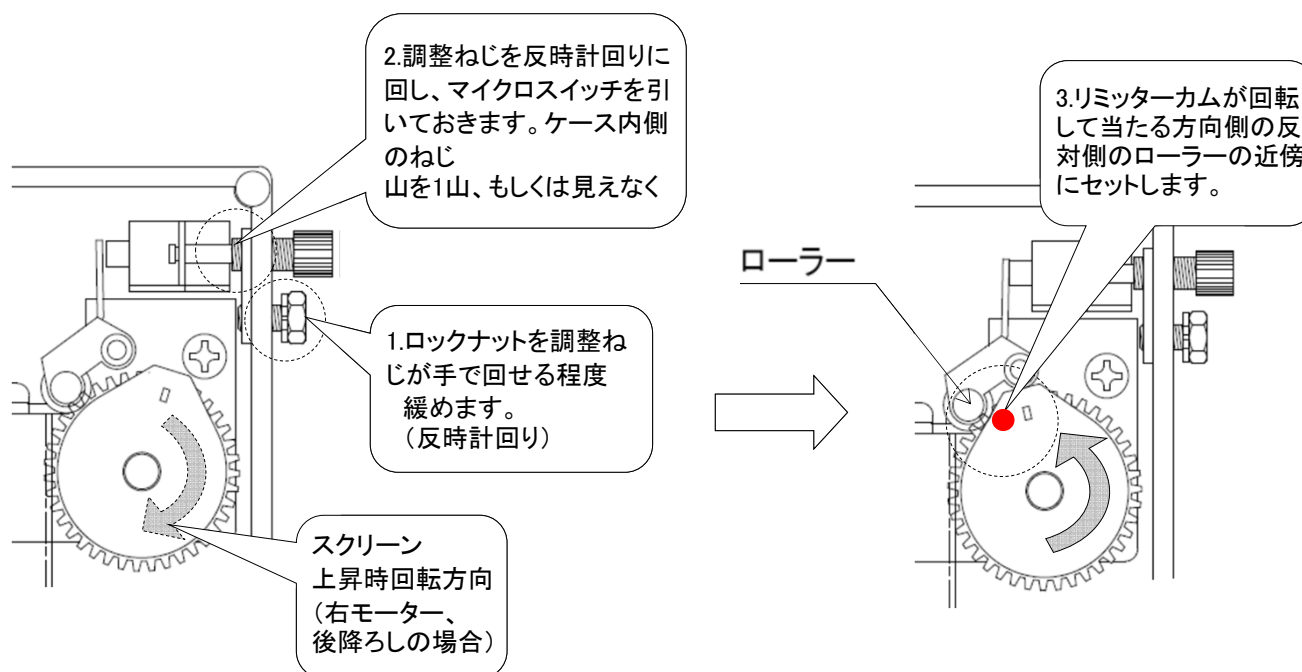 2.調整ねじを反時計回りに
回し、マイクロスイッチを引
いておきます。ケース内側
のねじ
山を1山、もしくは見えなく
1.ロックナットを調整ね
じが手で回せる程度
緩めます。
（反時計回り）
スクリーン
上昇時回転方向
（右モーター、
後降ろしの場合）
3.リミッターカムが回転
して当たる方向側の反
対側のローラーの近傍
にセットします。
ローラー